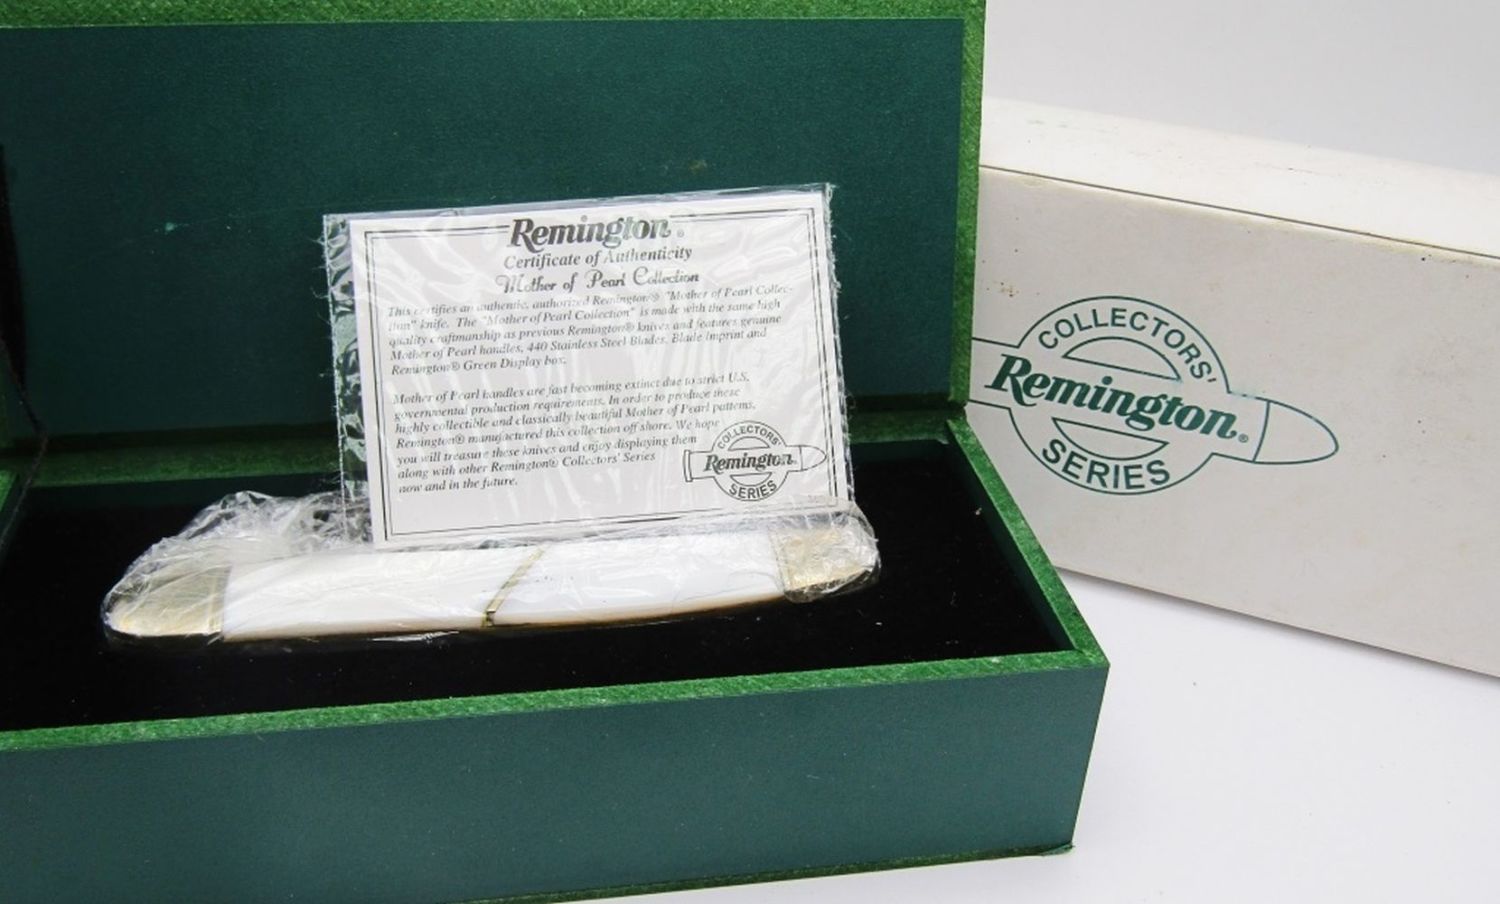 Remington®
Certificate of Authenticity
Mother of Pearl Collection
This certifies an authentic, authorized Remington® "Mother of Pearl Collec-
tion" knife. The "Mother of Pearl Collection" is made with the same high
quality craftmanship as previous Remington® knives and features genuine
Mother of Pearl handles, 440 Stainless Steel Blades, Blade Imprint and
Remington® Green Display box.
Mother of Pearl handles are fast becoming extinct due to strict U.S.
governmental production requirements. In order to produce these
highly collectible and classically beautiful Mother of Pearl patterns,
Remington® manufactured this collection off shore. We hope
you will treasure these knives and enjoy displaying them
along with other Remington® Collectors' Series
now and in the future.
COLLECTORS'
Remington®
SERIES
COLLECTORS'
Remington®
SERIES